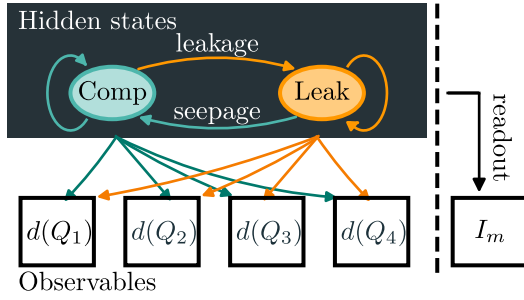 Hidden states
leakage
Comp
Leak
seepage
readout
d(Q₁)
d(Q₂)
d(Q₃)
d(Q₄)
Iₘ
Observables